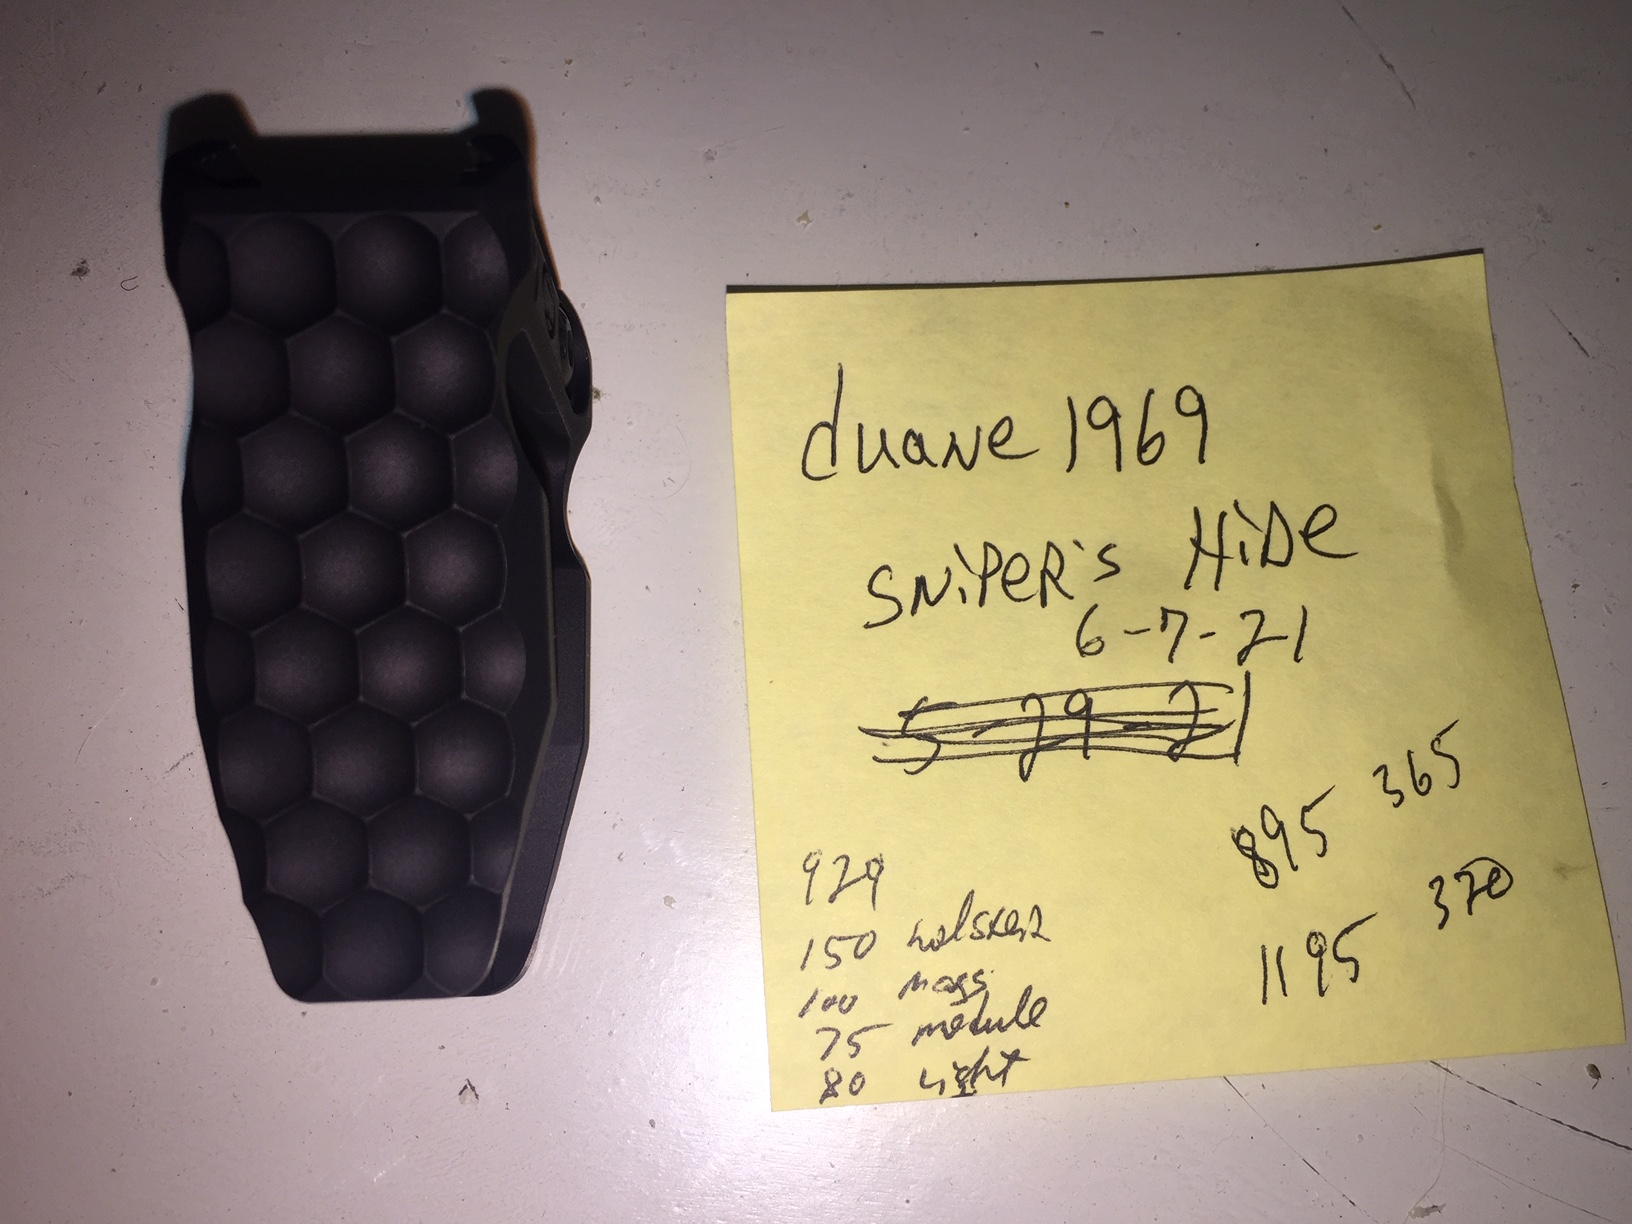 duane 1969
SNiPER's HiDe
6-7-21
5-29-21
895 365
1195 370
929
150 holster
100 mags
75 module
80 light